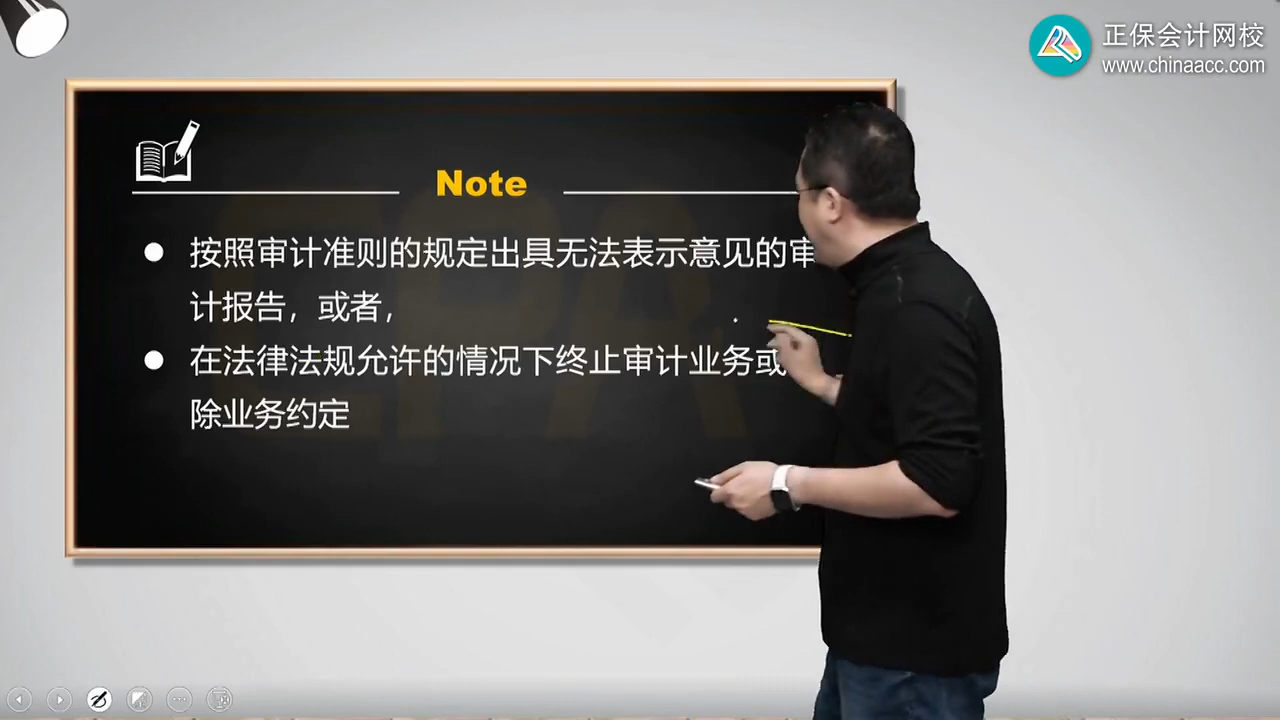 正保会计网校
www.chinaacc.com
Note
按照审计准则的规定出具无法表示意见的审
计报告，或者，
在法律法规允许的情况下终止审计业务或
除业务约定